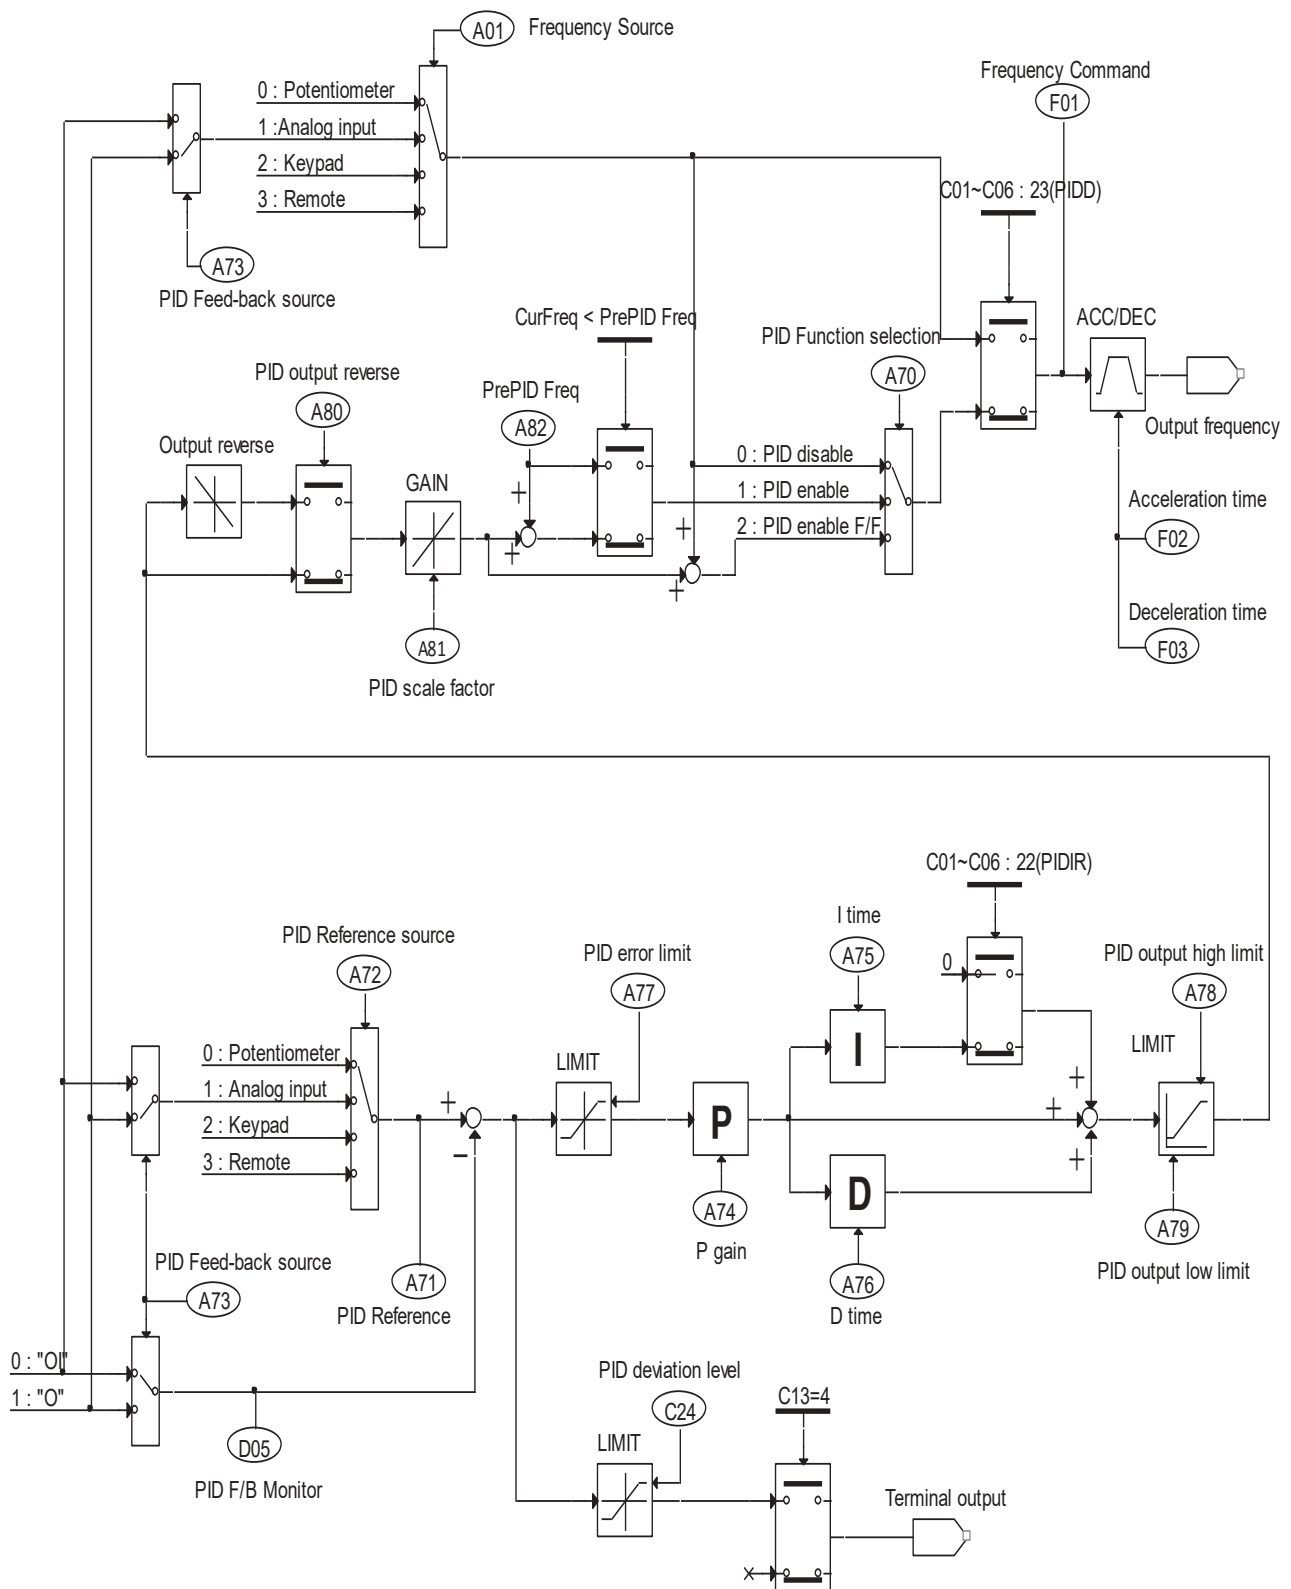 A01 Frequency Source
Frequency Command
F01
0 : Potentiometer
1 :Analog input
2 : Keypad
3 : Remote
C01~C06 : 23(PIDD)
A73
PID Feed-back source
CurFreq < PrePID Freq
ACC/DEC
PID Function selection
A70
PID output reverse
A80
PrePID Freq
A82
Output frequency
Output reverse
GAIN
0 : PID disable
1 : PID enable
2 : PID enable F/F
+
+
+
+
Acceleration time
F02
Deceleration time
F03
A81
PID scale factor
C01~C06 : 22(PIDIR)
I time
A75
PID Reference source
A72
PID error limit
A77
0
PID output high limit
A78
0 : Potentiometer
1 : Analog input
2 : Keypad
3 : Remote
LIMIT
I
LIMIT
+
−
P
+
+
+
D
A74
P gain
A79
PID output low limit
PID Feed-back source
A73
A71
PID Reference
A76
D time
0 : "OI"
1 : "O"
PID deviation level
C24
C13=4
D05
PID F/B Monitor
LIMIT
Terminal output